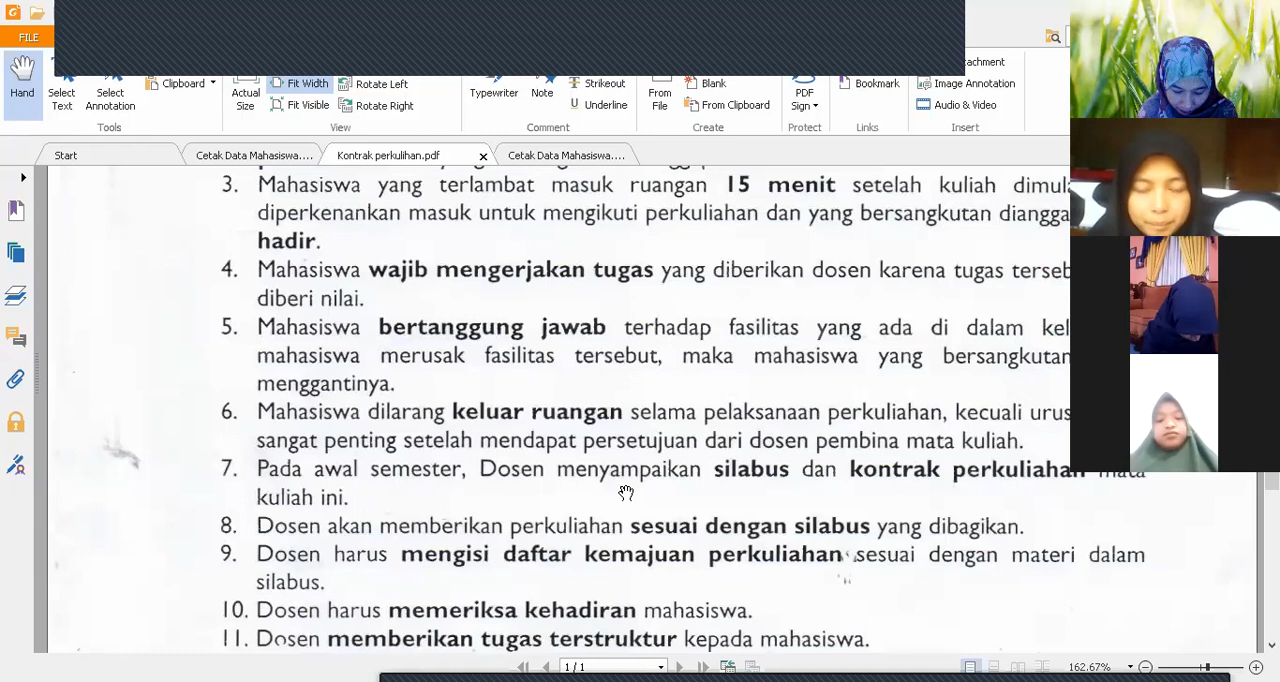 FILE
Hand
Select Text
Select Annotation
Clipboard
Actual Size
Fit Width
Fit Visible
Rotate Left
Rotate Right
Typewriter
Note
Strikeout
Underline
From File
Blank
From Clipboard
PDF Sign
Bookmark
Image Annotation
Audio & Video
Tools
View
Comment
Create
Protect
Links
Insert
Start
Cetak Data Mahasiswa....
Kontrak perkulihan.pdf
Cetak Data Mahasiswa....
3. Mahasiswa yang terlambat masuk ruangan 15 menit setelah kuliah
diperkenankan masuk untuk mengikuti perkuliahan dan yang bersangkutan
hadir.
4. Mahasiswa wajib mengerjakan tugas yang diberikan dosen karena tugas
diberi nilai.
5. Mahasiswa bertanggung jawab terhadap fasilitas yang ada di dalam
mahasiswa merusak fasilitas tersebut, maka mahasiswa yang bersangkutan
menggantinya.
6. Mahasiswa dilarang keluar ruangan selama pelaksanaan perkuliahan, kecuali
sangat penting setelah mendapat persetujuan dari dosen pembina mata kuliah.
7. Pada awal semester, Dosen menyampaikan silabus dan kontrak perkuliahan mata
kuliah ini.
8. Dosen akan memberikan perkuliahan sesuai dengan silabus yang dibagikan.
9. Dosen harus mengisi daftar kemajuan perkuliahan sesuai dengan materi dalam
silabus.
10. Dosen harus memeriksa kehadiran mahasiswa.
11. Dosen memberikan tugas terstruktur kepada mahasiswa.
1 / 1
162.67%